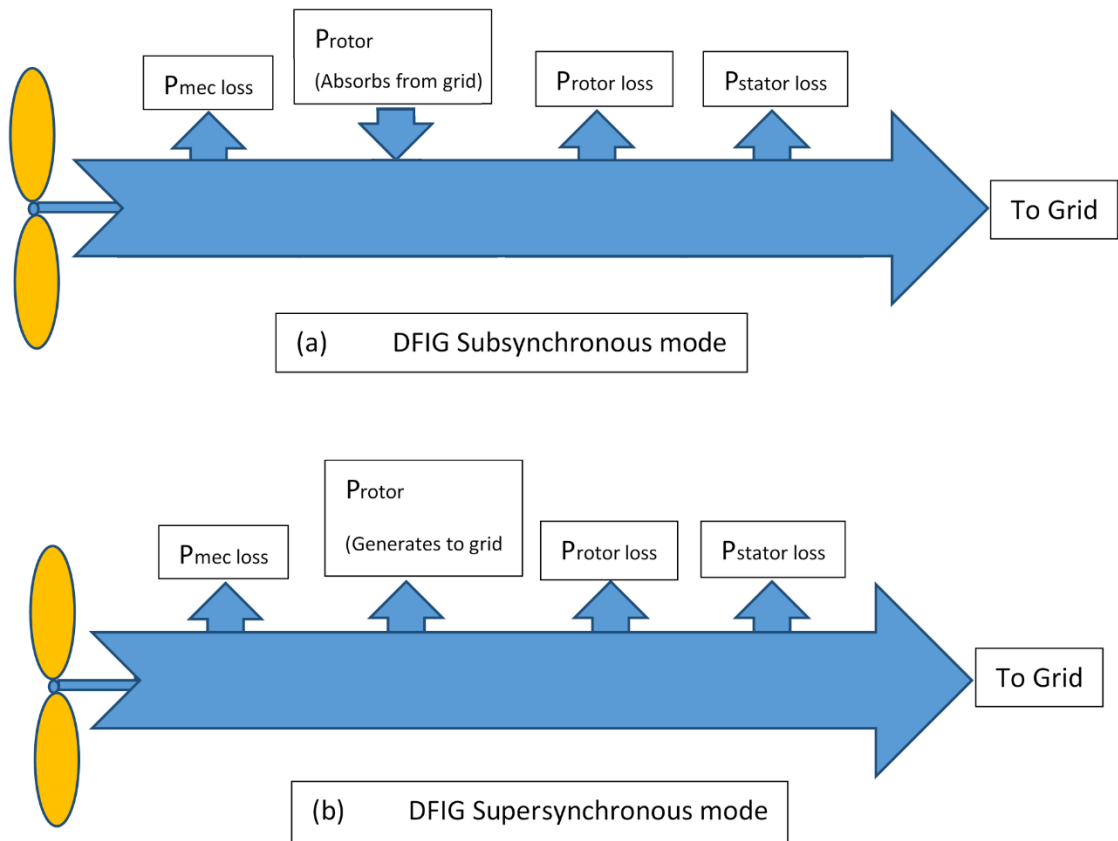 Protor
(Absorbs from grid)
Pmec loss
Protor loss
Pstator loss
To Grid
(a) DFIG Subsynchronous mode
Protor
(Generates to grid
Pmec loss
Protor loss
Pstator loss
To Grid
(b) DFIG Supersynchronous mode